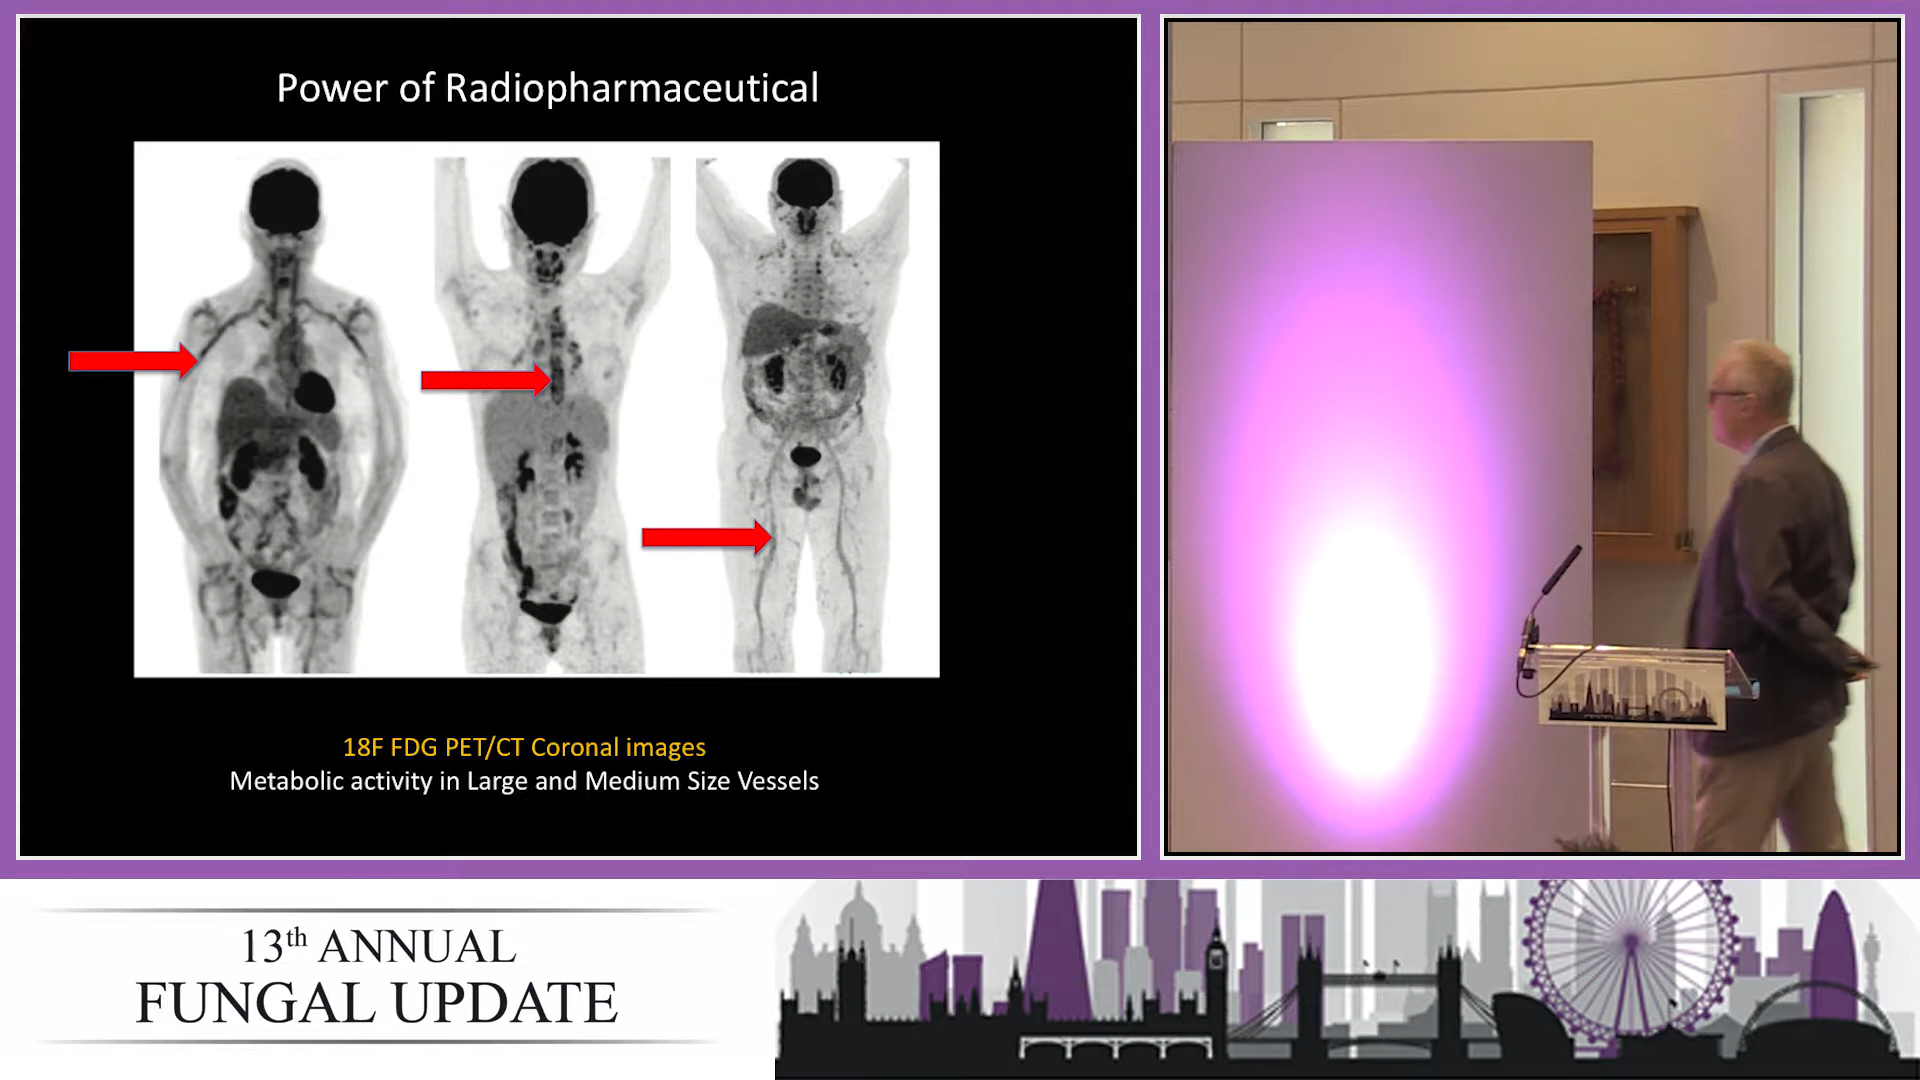 Power of Radiopharmaceutical
18F FDG PET/CT Coronal images
Metabolic activity in Large and Medium Size Vessels
13th ANNUAL
FUNGAL UPDATE